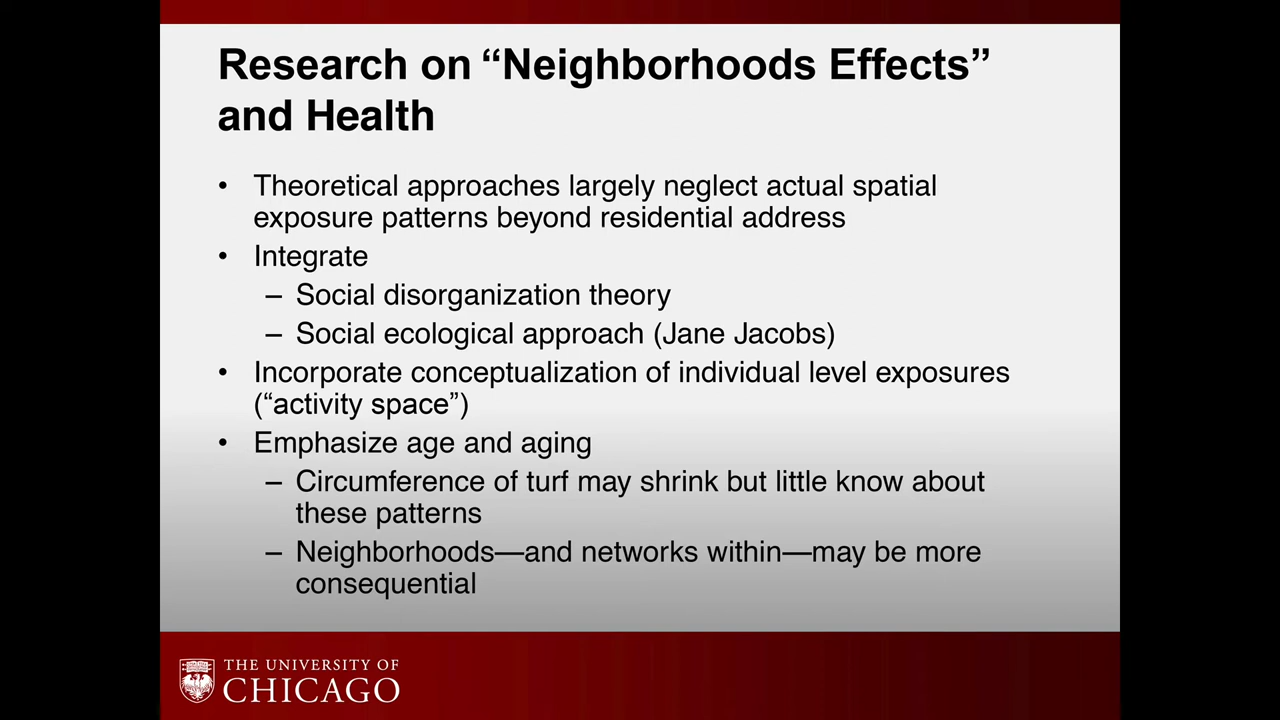 Research on “Neighborhoods Effects”
and Health
• Theoretical approaches largely neglect actual spatial
exposure patterns beyond residential address
• Integrate
– Social disorganization theory
– Social ecological approach (Jane Jacobs)
• Incorporate conceptualization of individual level exposures
(“activity space”)
• Emphasize age and aging
– Circumference of turf may shrink but little know about
these patterns
– Neighborhoods—and networks within—may be more
consequential
THE UNIVERSITY OF
CHICAGO